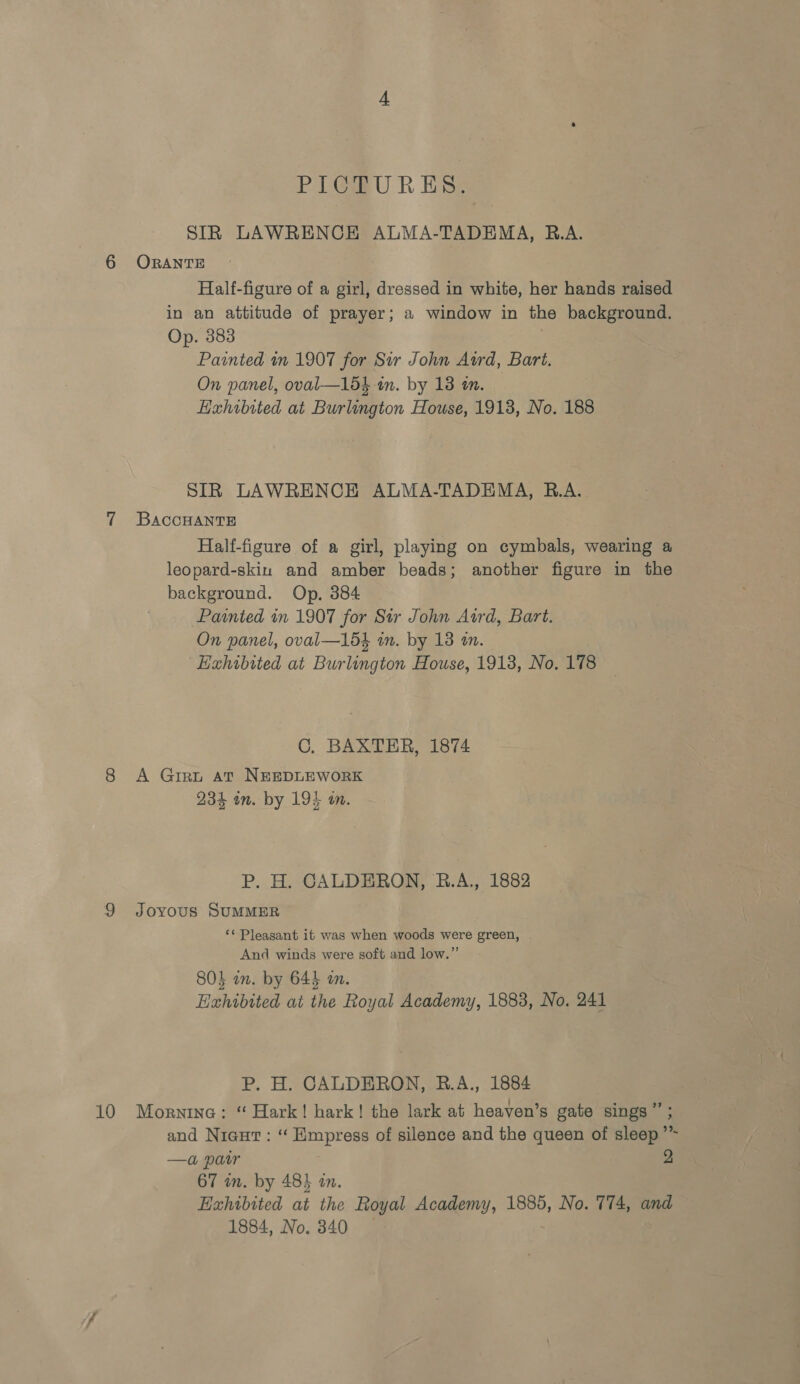 4
PICTURES.
SIR LAWRENCE ALMA-TADEMA, R.A.
6 ORANTE
Half-figure of a girl, dressed in white, her hands raised
in an attitude of prayer; a window in the background.
Op. 383
Painted in 1907 for Sir John Aird, Bart.
On panel, oval—15½ in. by 13 in.
Exhibited at Burlington House, 1913, No. 188
SIR LAWRENCE ALMA-TADEMA, R.A.
7 BACCHANTE
Half-figure of a girl, playing on cymbals, wearing a
leopard-skin and amber beads; another figure in the
background. Op. 384
Painted in 1907 for Sir John Aird, Bart.
On panel, oval—15½ in. by 13 in.
Exhibited at Burlington House, 1913, No. 178
C. BAXTER, 1874
8 A GIRL AT NEEDLEWORK
23½ in. by 19½ in.
P. H. CALDERON, R.A., 1882
9 JOYOUS SUMMER
“Pleasant it was when woods were green,
And winds were soft and low.”
80½ in. by 64½ in.
Exhibited at the Royal Academy, 1883, No. 241
P. H. CALDERON, R.A., 1884
10 MORNING: “Hark! hark! the lark at heaven’s gate sings”;
and NIGHT: “Empress of silence and the queen of sleep”
—a pair 2
67 in. by 48½ in.
Exhibited at the Royal Academy, 1885, No. 774, and
1884, No. 340